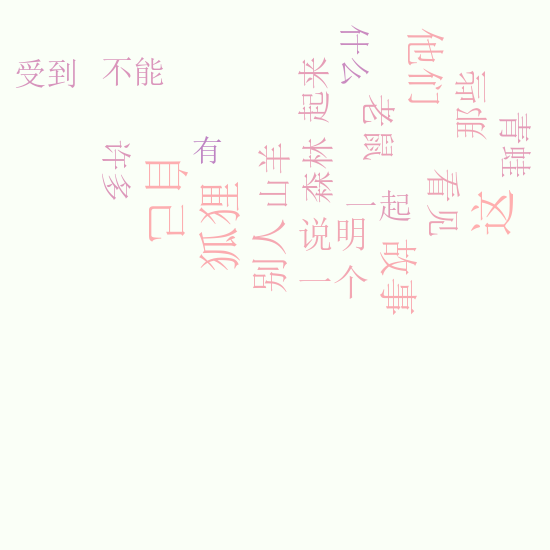 受到
不能
什么
起来
他们
那些
老鼠
青蛙
许多
有
自己
狐狸
山羊
森林
一起
看见
这
别人
说明
一个
故事